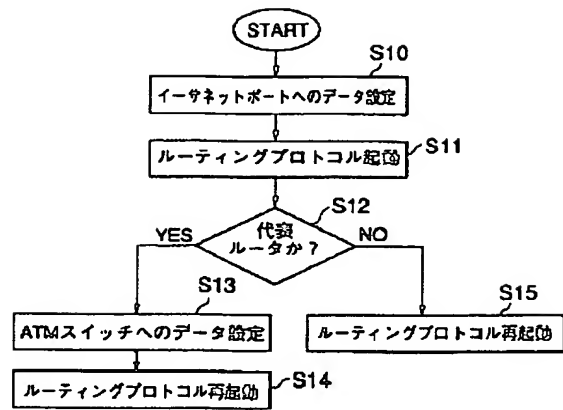 START
S10
イーサネットポートへのデータ設定
S11
ルーティングプロトコル起動
S12
代表
ルータか？
YES
NO
S13
ATMスイッチへのデータ設定
S15
ルーティングプロトコル再起動
ルーティングプロトコル再起動
S14